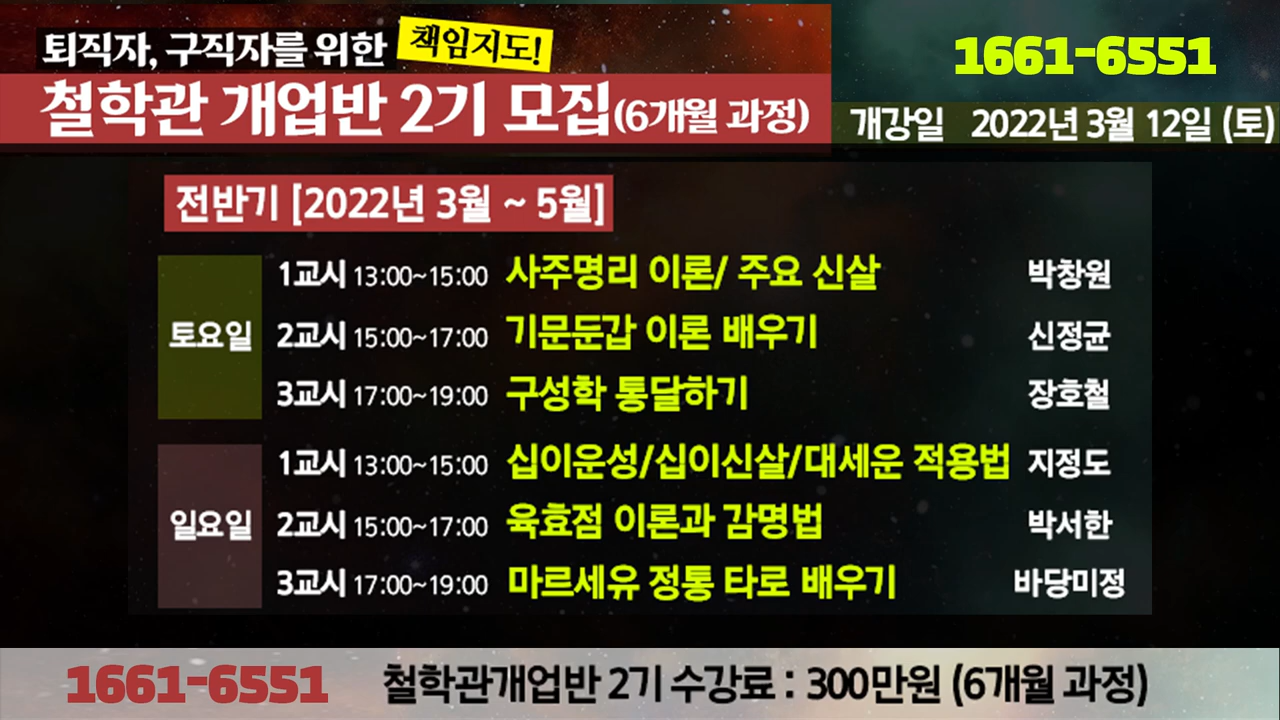 퇴직자, 구직자를 위한 책임지도!
철학관 개업반 2기 모집(6개월 과정)
1661-6551
개강일 2022년 3월 12일 (토)
전반기 [2022년 3월 ~ 5월]
토요일
1교시 13:00~15:00 사주명리 이론/ 주요 신살 박창원
2교시 15:00~17:00 기문둔갑 이론 배우기 신정균
3교시 17:00~19:00 구성학 통달하기 장호철
일요일
1교시 13:00~15:00 십이운성/십이신살/대세운 적용법 지정도
2교시 15:00~17:00 육효점 이론과 감명법 박서한
3교시 17:00~19:00 마르세유 정통 타로 배우기 바당미정
1661-6551 철학관개업반 2기 수강료 : 300만원 (6개월 과정)